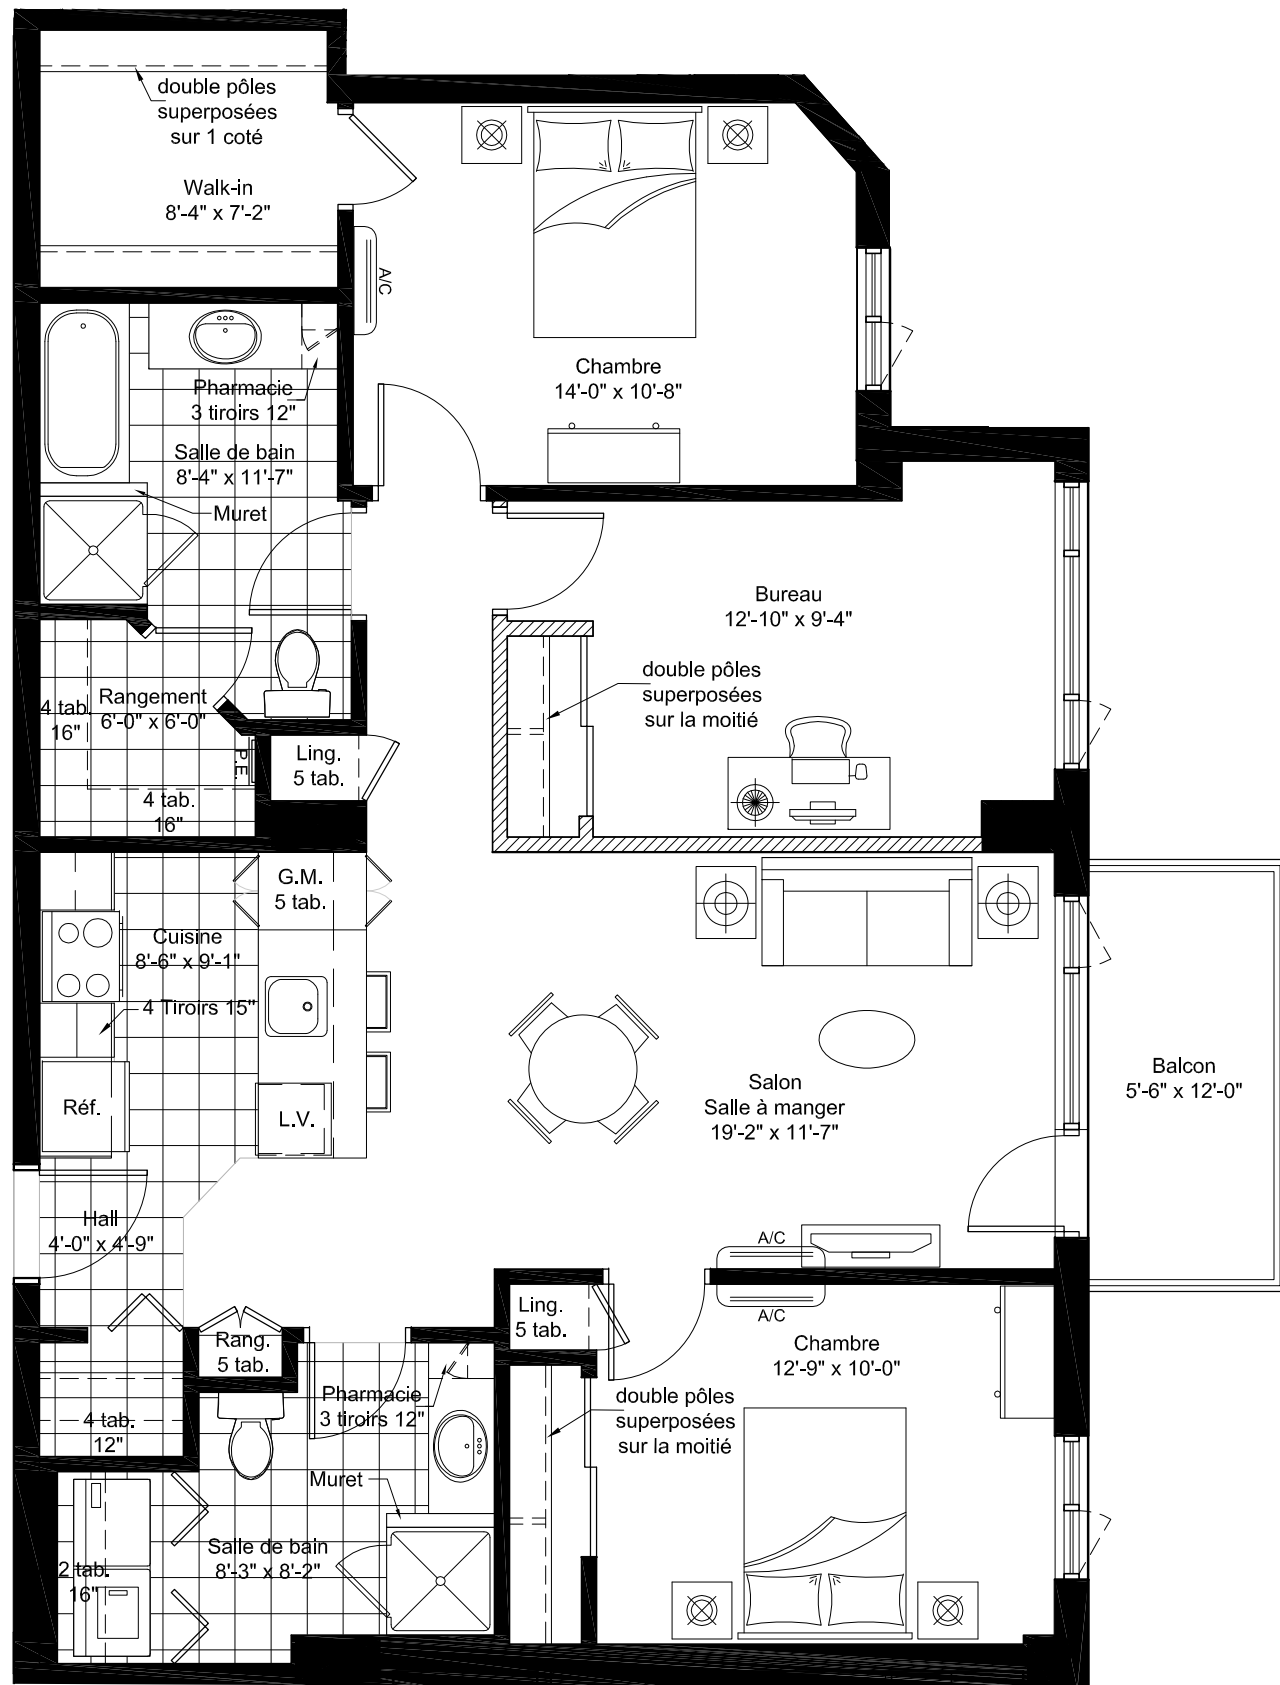 double pôles
superposées
sur 1 coté
Walk-in
8'-4" x 7'-2"
A/C
Chambre
14'-0" x 10'-8"
Pharmacie
3 tiroirs 12"
Salle de bain
8'-4" x 11'-7"
Muret
Bureau
12'-10" x 9'-4"
double pôles
superposées
sur la moitié
Rangement
6'-0" x 6'-0"
4 tab.
16"
P.E.
Ling.
5 tab.
4 tab.
16"
G.M.
5 tab.
Cuisine
8'-6" x 9'-1"
4 Tiroirs 15"
Réf.
L.V.
Salon
Salle à manger
19'-2" x 11'-7"
Balcon
5'-6" x 12'-0"
Hall
4'-0" x 4'-9"
A/C
A/C
Ling.
5 tab.
Rang.
5 tab.
Chambre
12'-9" x 10'-0"
Pharmacie
3 tiroirs 12"
double pôles
superposées
sur la moitié
4 tab.
12"
Muret
Salle de bain
8'-3" x 8'-2"
2 tab.
16"